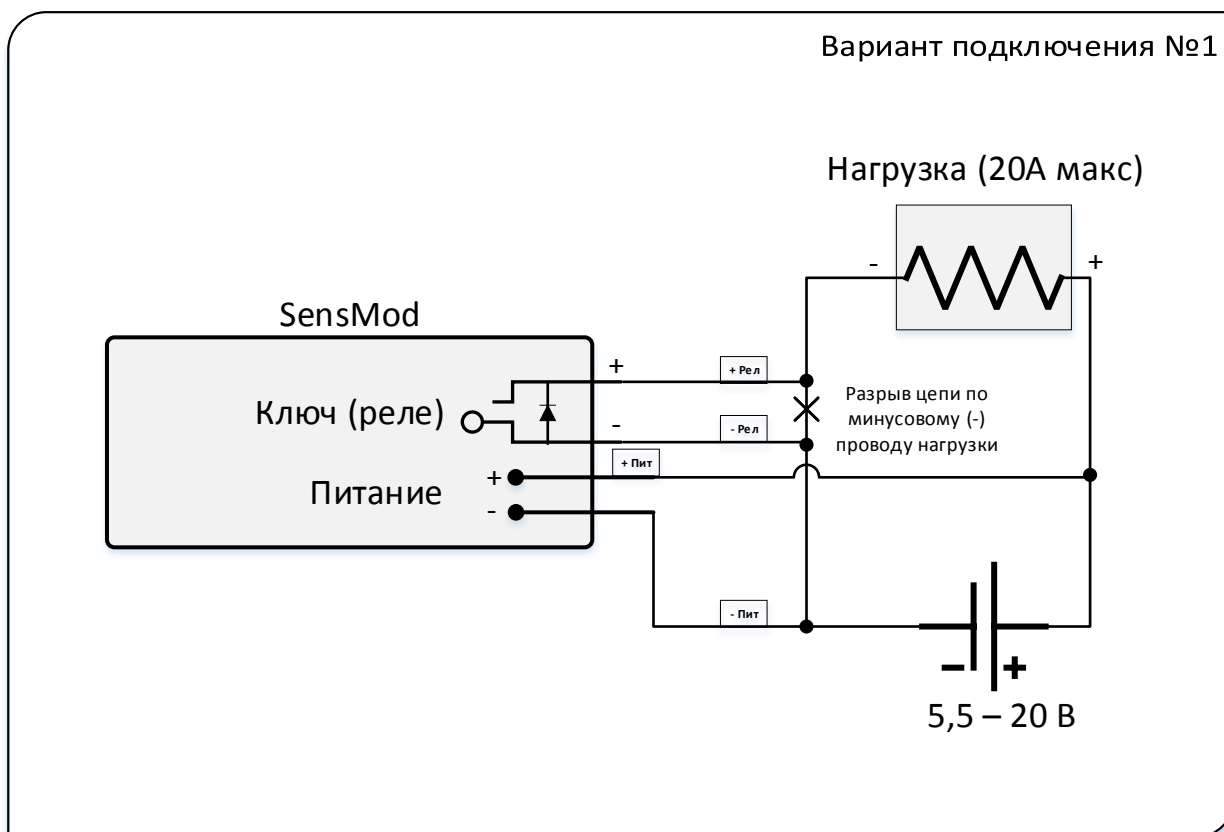 Вариант подключения №1
Нагрузка (20А макс)
- +
SensMod
+
+ Рел
Ключ (реле)
Разрыв цепи по
минусовому (-)
проводу нагрузки
-
- Рел
+ Пит
Питание
+
-
- Пит
- +
5,5 – 20 В